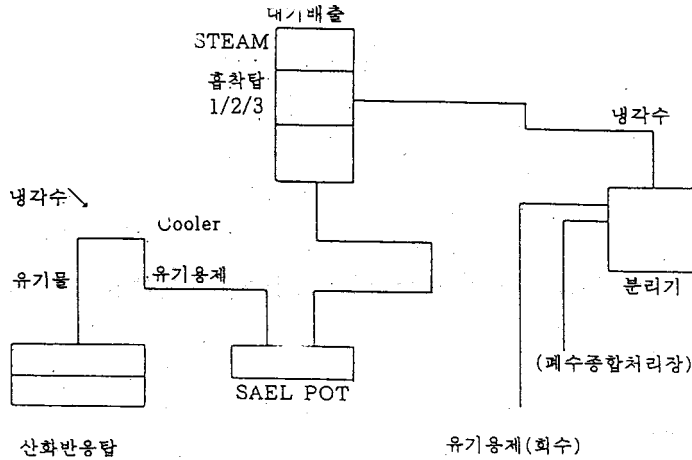 대기배출
STEAM
흡착탑
1/2/3
냉각수
냉각수
Cooler
유기물
유기용제
분리기
(폐수종합처리장)
SAEL POT
산화반응탑
유기용제(회수)